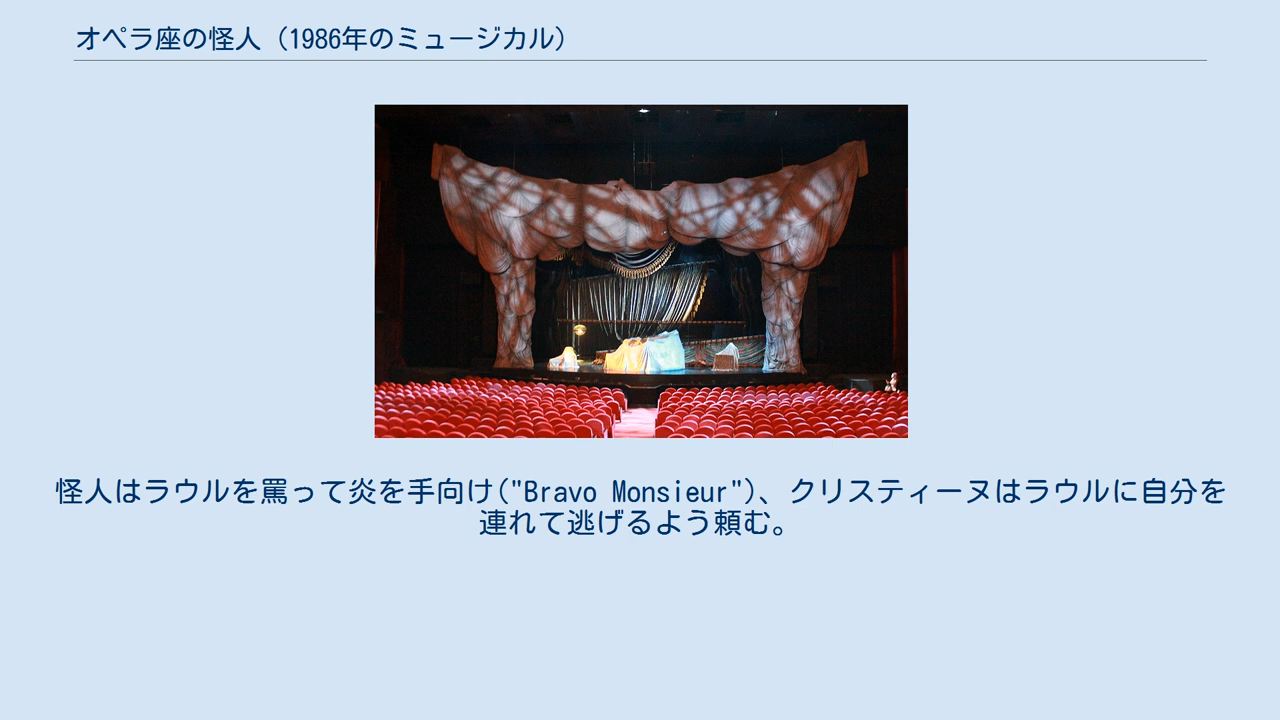 オペラ座の怪人（1986年のミュージカル）
怪人はラウルを罵って炎を手向け("Bravo Monsieur")、クリスティーヌはラウルに自分を
連れて逃げるよう頼む。